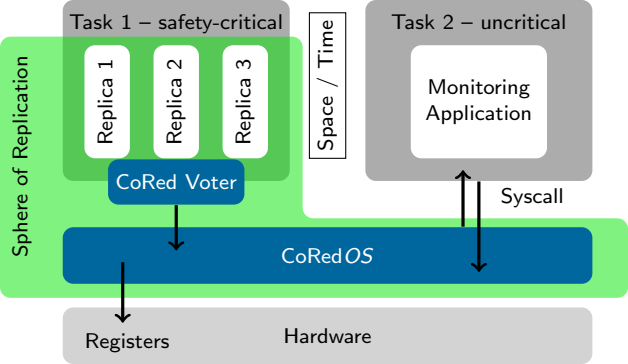 Task 1 – safety-critical
Task 2 – uncritical
Sphere of Replication
Replica 1
Replica 2
Replica 3
Space / Time
Monitoring
Application
CoRed Voter
Syscall
CoRedOS
Registers
Hardware